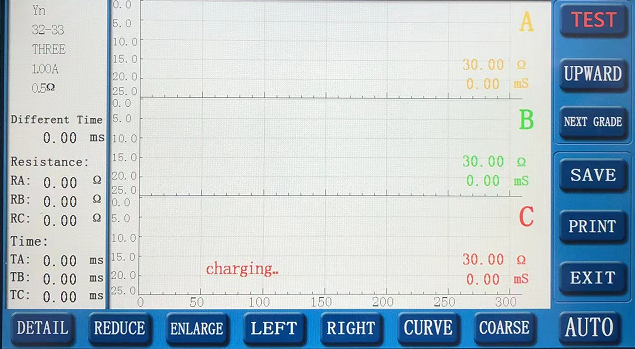 Yn
32-33
THREE
1.00A
0.5Ω
Different Time
0.00 ms
Resistance:
RA: 0.00 Ω
RB: 0.00 Ω
RC: 0.00 Ω
Time:
TA: 0.00 ms
TB: 0.00 ms
TC: 0.00 ms
0.0
5.0
10.0
15.0
20.0
25.0
A
30.00 Ω
0.00 mS
0.0
5.0
10.0
15.0
20.0
25.0
B
30.00 Ω
0.00 mS
0.0
5.0
10.0
15.0
20.0
25.0
C
30.00 Ω
0.00 mS
charging..
0 50 100 150 200 250 300
TEST
UPWARD
NEXT GRADE
SAVE
PRINT
EXIT
DETAIL REDUCE ENLARGE LEFT RIGHT CURVE COARSE AUTO